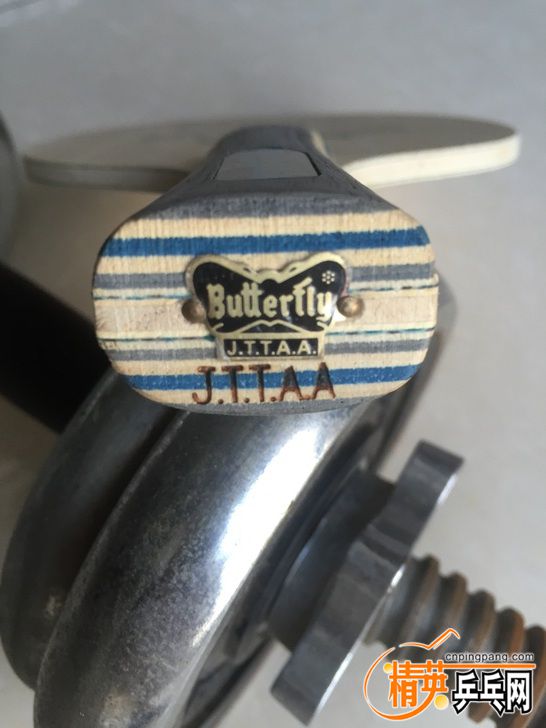 Butterfly
J.T.T.A.A.
J.T.T.A.A
cnpingpang.com
精英乒乓网